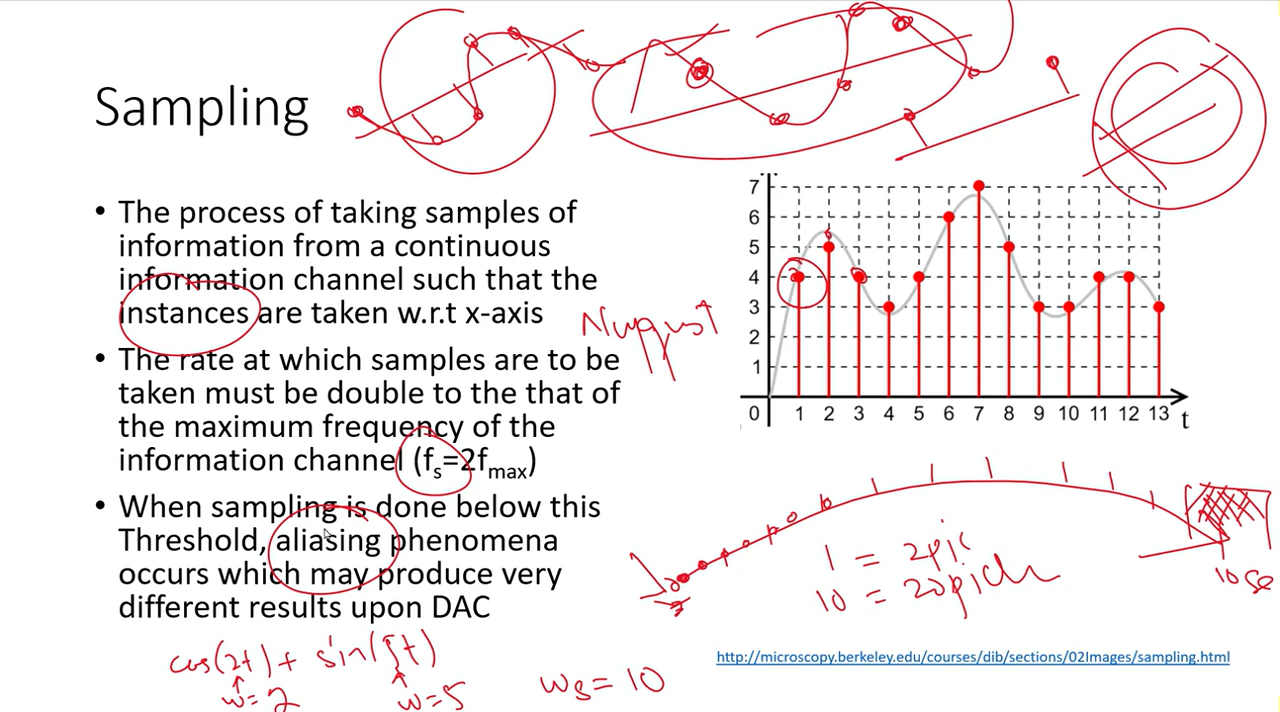 Sampling
• The process of taking samples of
information from a continuous
information channel such that the
instances are taken w.r.t x-axis
• The rate at which samples are to be
taken must be double to the that of
the maximum frequency of the
information channel (fs=2fmax)
• When sampling is done below this
Threshold, aliasing phenomena
occurs which may produce very
different results upon DAC
cos(2t) + sin(5t)
w=2 w=5
ws=10
Nyquist
7
6
5
4
3
2
1
0 1 2 3 4 5 6 7 8 9 10 11 12 13 t
1 = 2pic
10 = 20pich
10 se
http://microscopy.berkeley.edu/courses/dib/sections/02Images/sampling.html